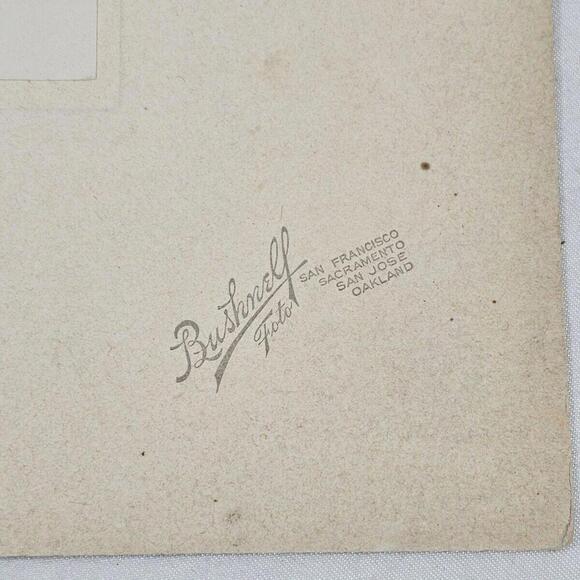 Bushnell
Foto
SAN FRANCISCO
SACRAMENTO
SAN JOSE
OAKLAND